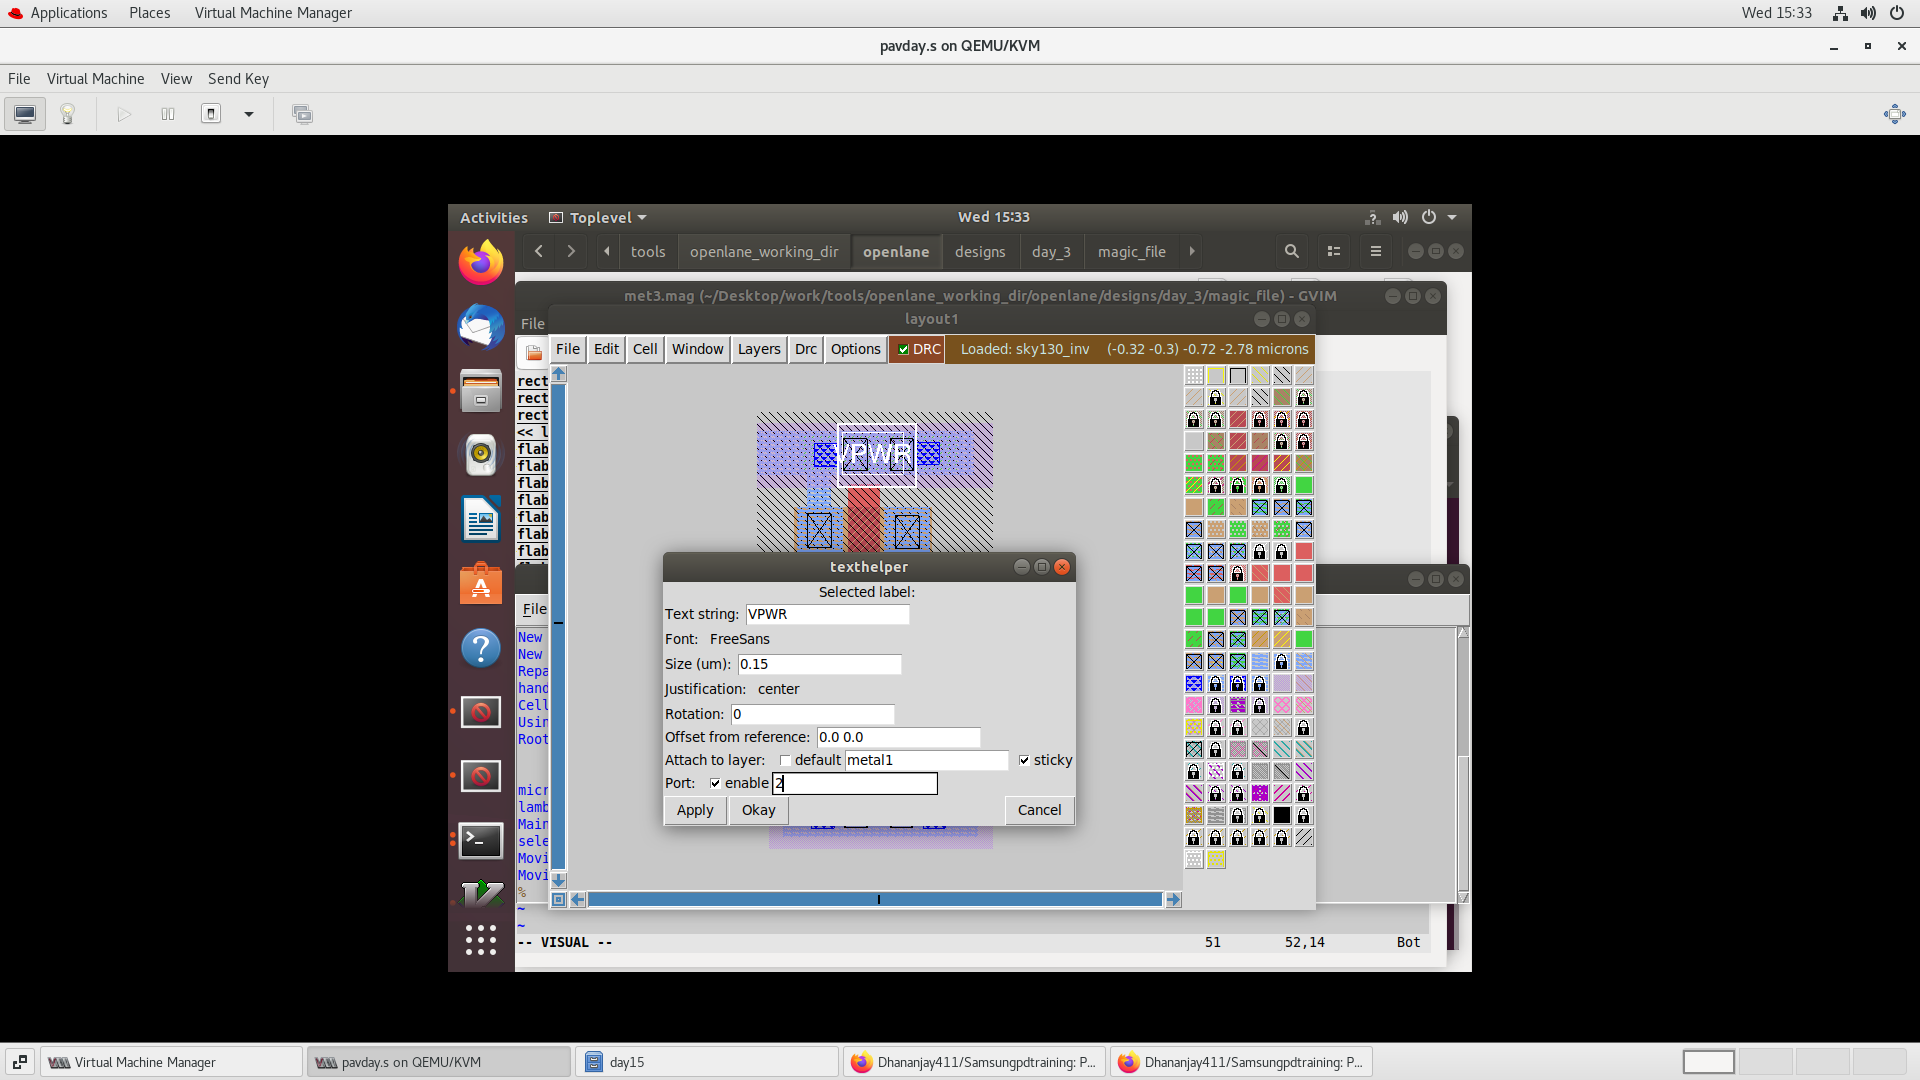 Applications Places Virtual Machine Manager Wed 15:33
pavday.s on QEMU/KVM
File Virtual Machine View Send Key
Activities Toplevel Wed 15:33
tools openlane_working_dir openlane designs day_3 magic_file
met3.mag (~/Desktop/work/tools/openlane_working_dir/openlane/designs/day_3/magic_file) - GVIM
File
layout1
File Edit Cell Window Layers Drc Options DRC Loaded: sky130_inv (-0.32 -0.3) -0.72 -2.78 microns
rect
rect
rect
<< l
flab
flab
flab
flab
flab
flab
flab
VPWR
texthelper
Selected label:
Text string: VPWR
Font: FreeSans
Size (um): 0.15
Justification: center
Rotation: 0
Offset from reference: 0.0 0.0
Attach to layer: default metal1 sticky
Port: enable 2
Apply Okay Cancel
File
New
New
Repa
hand
Cell
Usin
Root
micr
lamb
Main
sele
Movi
Movi
%
~
~
-- VISUAL -- 51 52,14 Bot
Virtual Machine Manager pavday.s on QEMU/KVM day15 Dhananjay411/Samsungpdtraining: P... Dhananjay411/Samsungpdtraining: P...